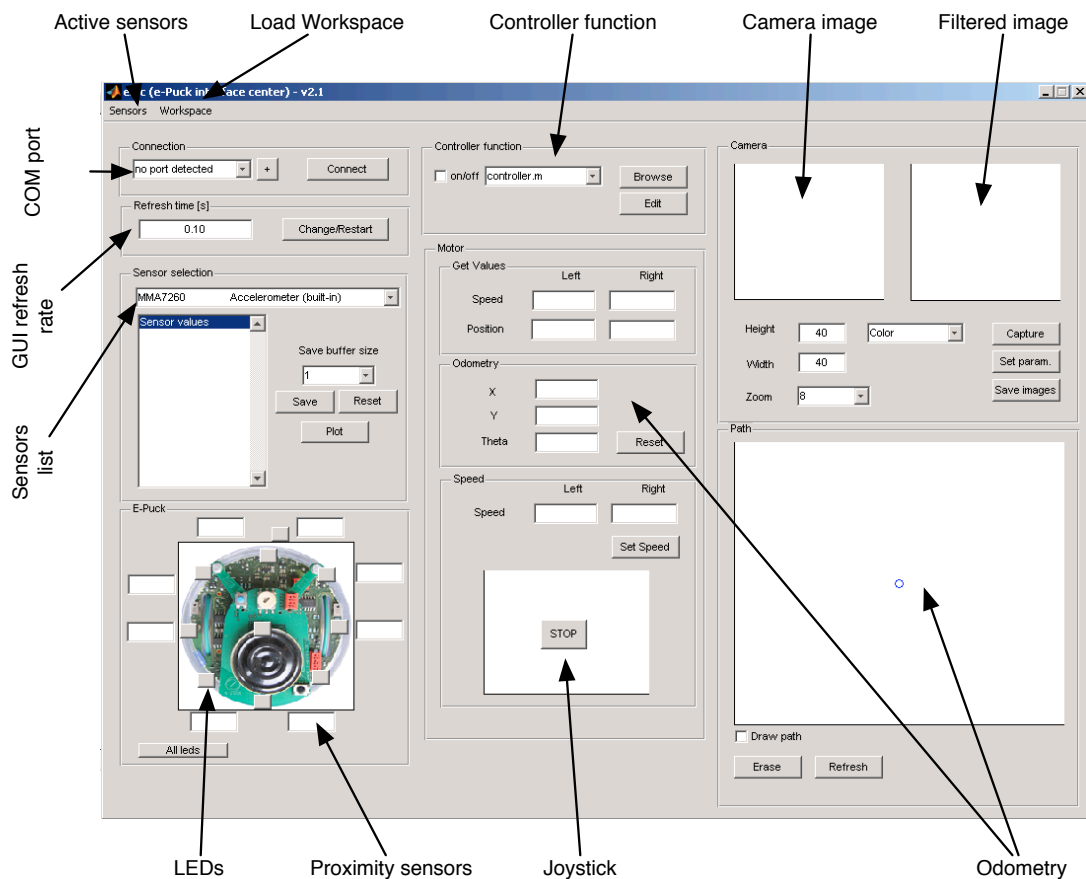 Active sensors
Load Workspace
Controller function
Camera image
Filtered image
(e-Puck interface center) - v2.1
Sensors Workspace
COM port
GUI refresh
rate
Sensors
list
Connection
no port detected
+
Connect
Refresh time [s]
0.10
Change/Restart
Sensor selection
MMA7260 Accelerometer (built-in)
Sensor values
Save buffer size
1
Save Reset
Plot
E-Puck
All leds
Controller function
on/off controller.m
Browse
Edit
Motor
Get Values
Left Right
Speed
Position
Odometry
X
Y
Theta
Reset
Speed
Left Right
Speed
Set Speed
STOP
Camera
Height 40 Color Capture
Width 40 Set param.
Zoom 8 Save images
Path
Draw path
Erase Refresh
LEDs
Proximity sensors
Joystick
Odometry